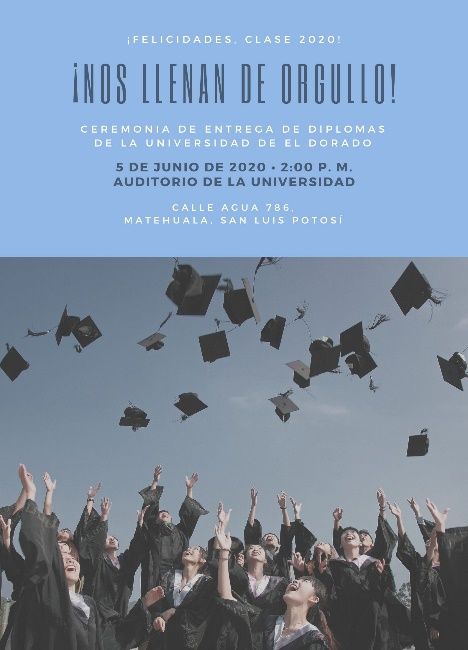 ¡FELICIDADES, CLASE 2020!
¡NOS LLENAN DE ORGULLO!
CEREMONIA DE ENTREGA DE DIPLOMAS
DE LA UNIVERSIDAD DE EL DORADO
5 DE JUNIO DE 2020 • 2:00 P. M.
AUDITORIO DE LA UNIVERSIDAD
CALLE AGUA 786,
MATEHUALA, SAN LUIS POTOSÍ